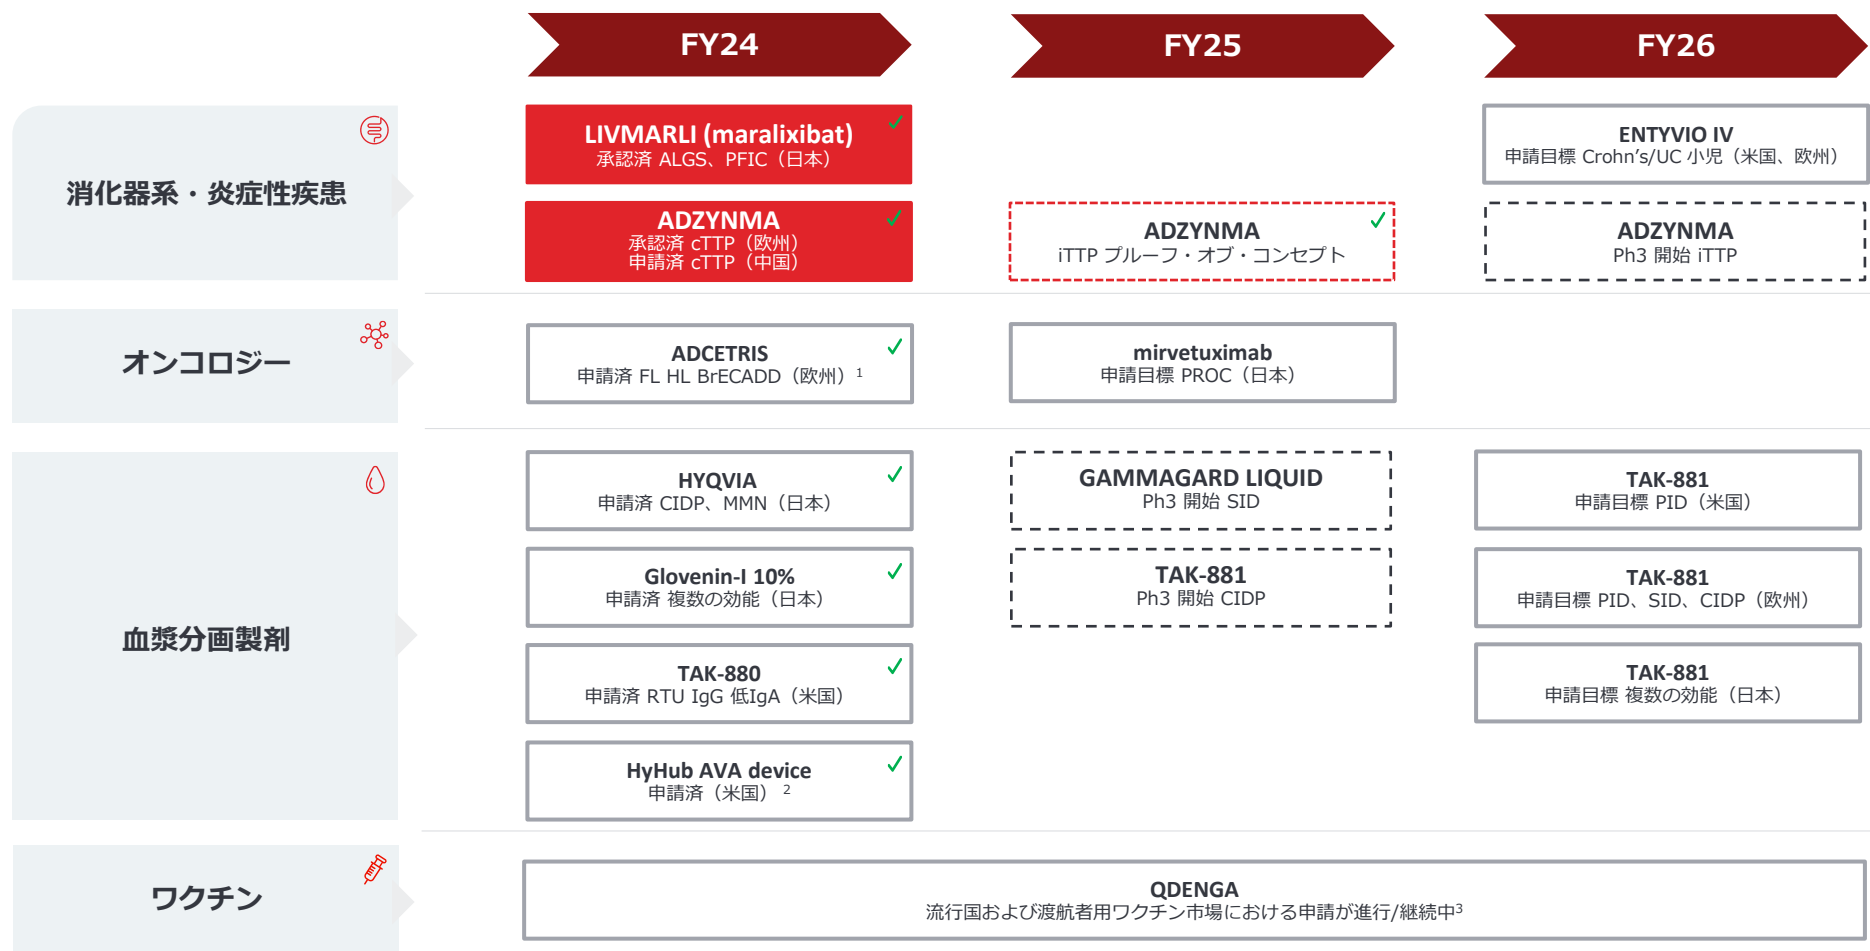 FY24
FY25
FY26
消化器系・炎症性疾患
LIVMARLI (maralixibat)
承認済 ALGS、PFIC（日本）
ENTYVIO IV
申請目標 Crohn’s/UC 小児（米国、欧州）
ADZYNMA
承認済 cTTP（欧州）
申請済 cTTP（中国）
ADZYNMA
iTTP プルーフ・オブ・コンセプト
ADZYNMA
Ph3 開始 iTTP
オンコロジー
ADCETRIS
申請済 FL HL BrECADD（欧州）1
mirvetuximab
申請目標 PROC（日本）
血漿分画製剤
HYQVIA
申請済 CIDP、MMN（日本）
GAMMAGARD LIQUID
Ph3 開始 SID
TAK-881
申請目標 PID（米国）
Glovenin-I 10%
申請済 複数の効能（日本）
TAK-881
Ph3 開始 CIDP
TAK-881
申請目標 PID、SID、CIDP（欧州）
TAK-880
申請済 RTU IgG 低IgA（米国）
TAK-881
申請目標 複数の効能（日本）
HyHub AVA device
申請済（米国）2
ワクチン
QDENGA
流行国および渡航者用ワクチン市場における申請が進行/継続中3